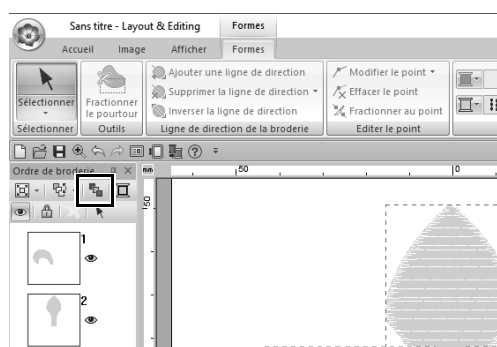 Sans titre - Layout & Editing Formes
Accueil Image Afficher Formes
Sélectionner
Fractionner le pourtour
Ajouter une ligne de direction
Supprimer la ligne de direction
Inverser la ligne de direction
Modifier le point
Effacer le point
Fractionner au point
Sélectionner Outils Ligne de direction de la broderie Editer le point
Ordre de broderie
mm 50 0
50
1
2